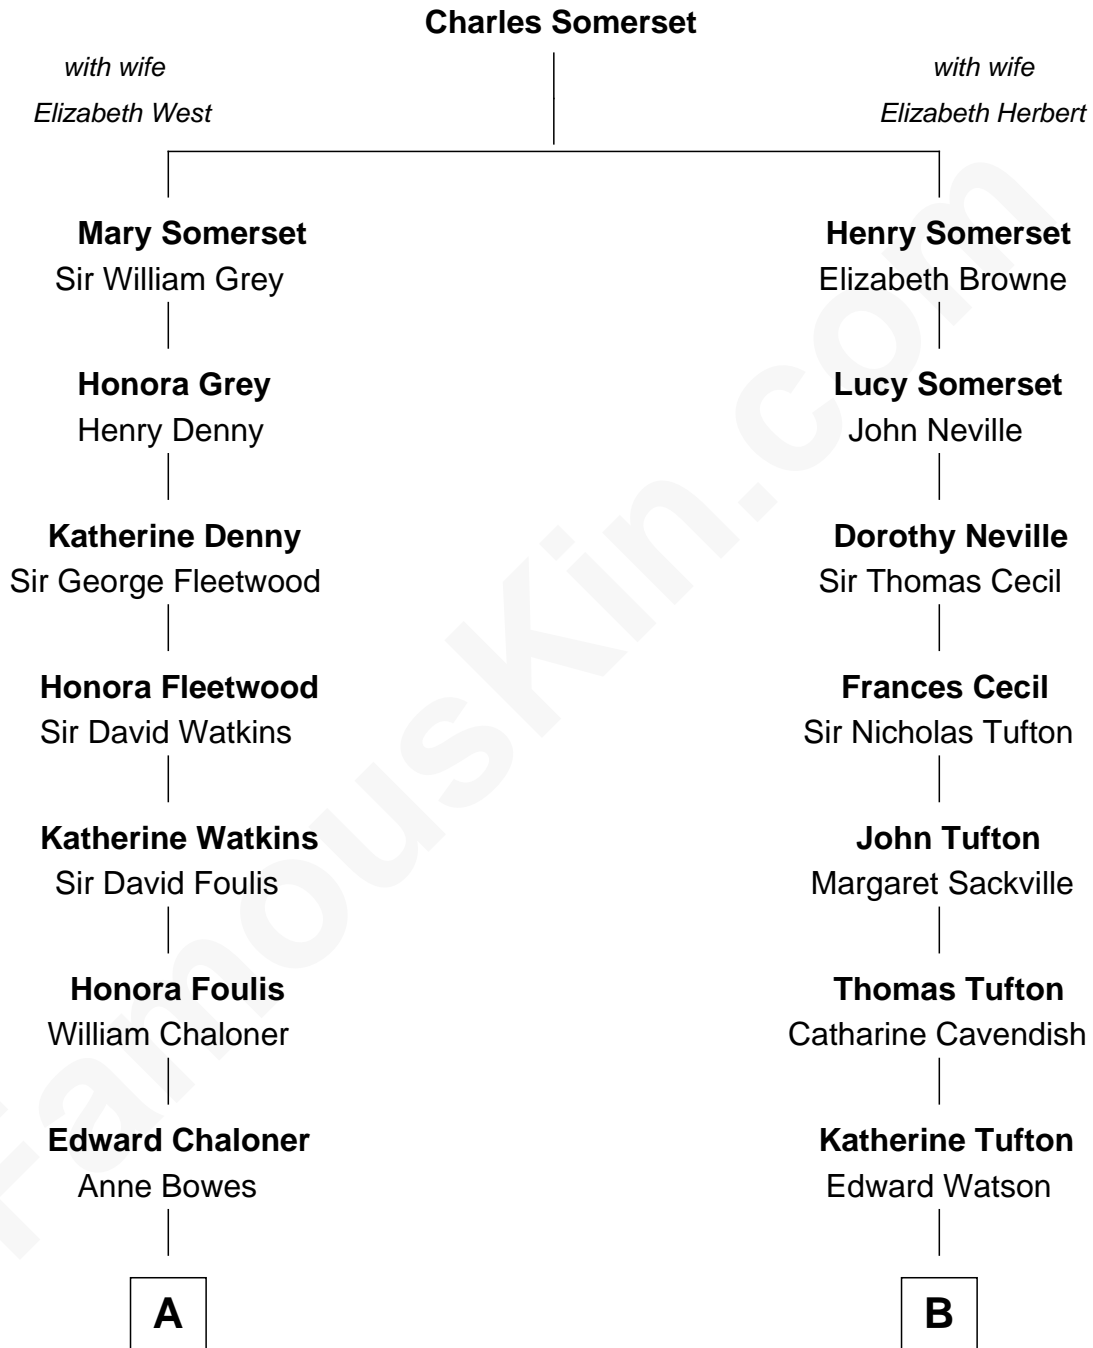 Charles Somerset
with wife
Elizabeth West
with wife
Elizabeth Herbert
Mary Somerset
Sir William Grey
Henry Somerset
Elizabeth Browne
Honora Grey
Henry Denny
Lucy Somerset
John Neville
Katherine Denny
Sir George Fleetwood
Dorothy Neville
Sir Thomas Cecil
Honora Fleetwood
Sir David Watkins
Frances Cecil
Sir Nicholas Tufton
Katherine Watkins
Sir David Foulis
John Tufton
Margaret Sackville
Honora Foulis
William Chaloner
Thomas Tufton
Catharine Cavendish
Edward Chaloner
Anne Bowes
Katherine Tufton
Edward Watson
A
B
FamousKin.com